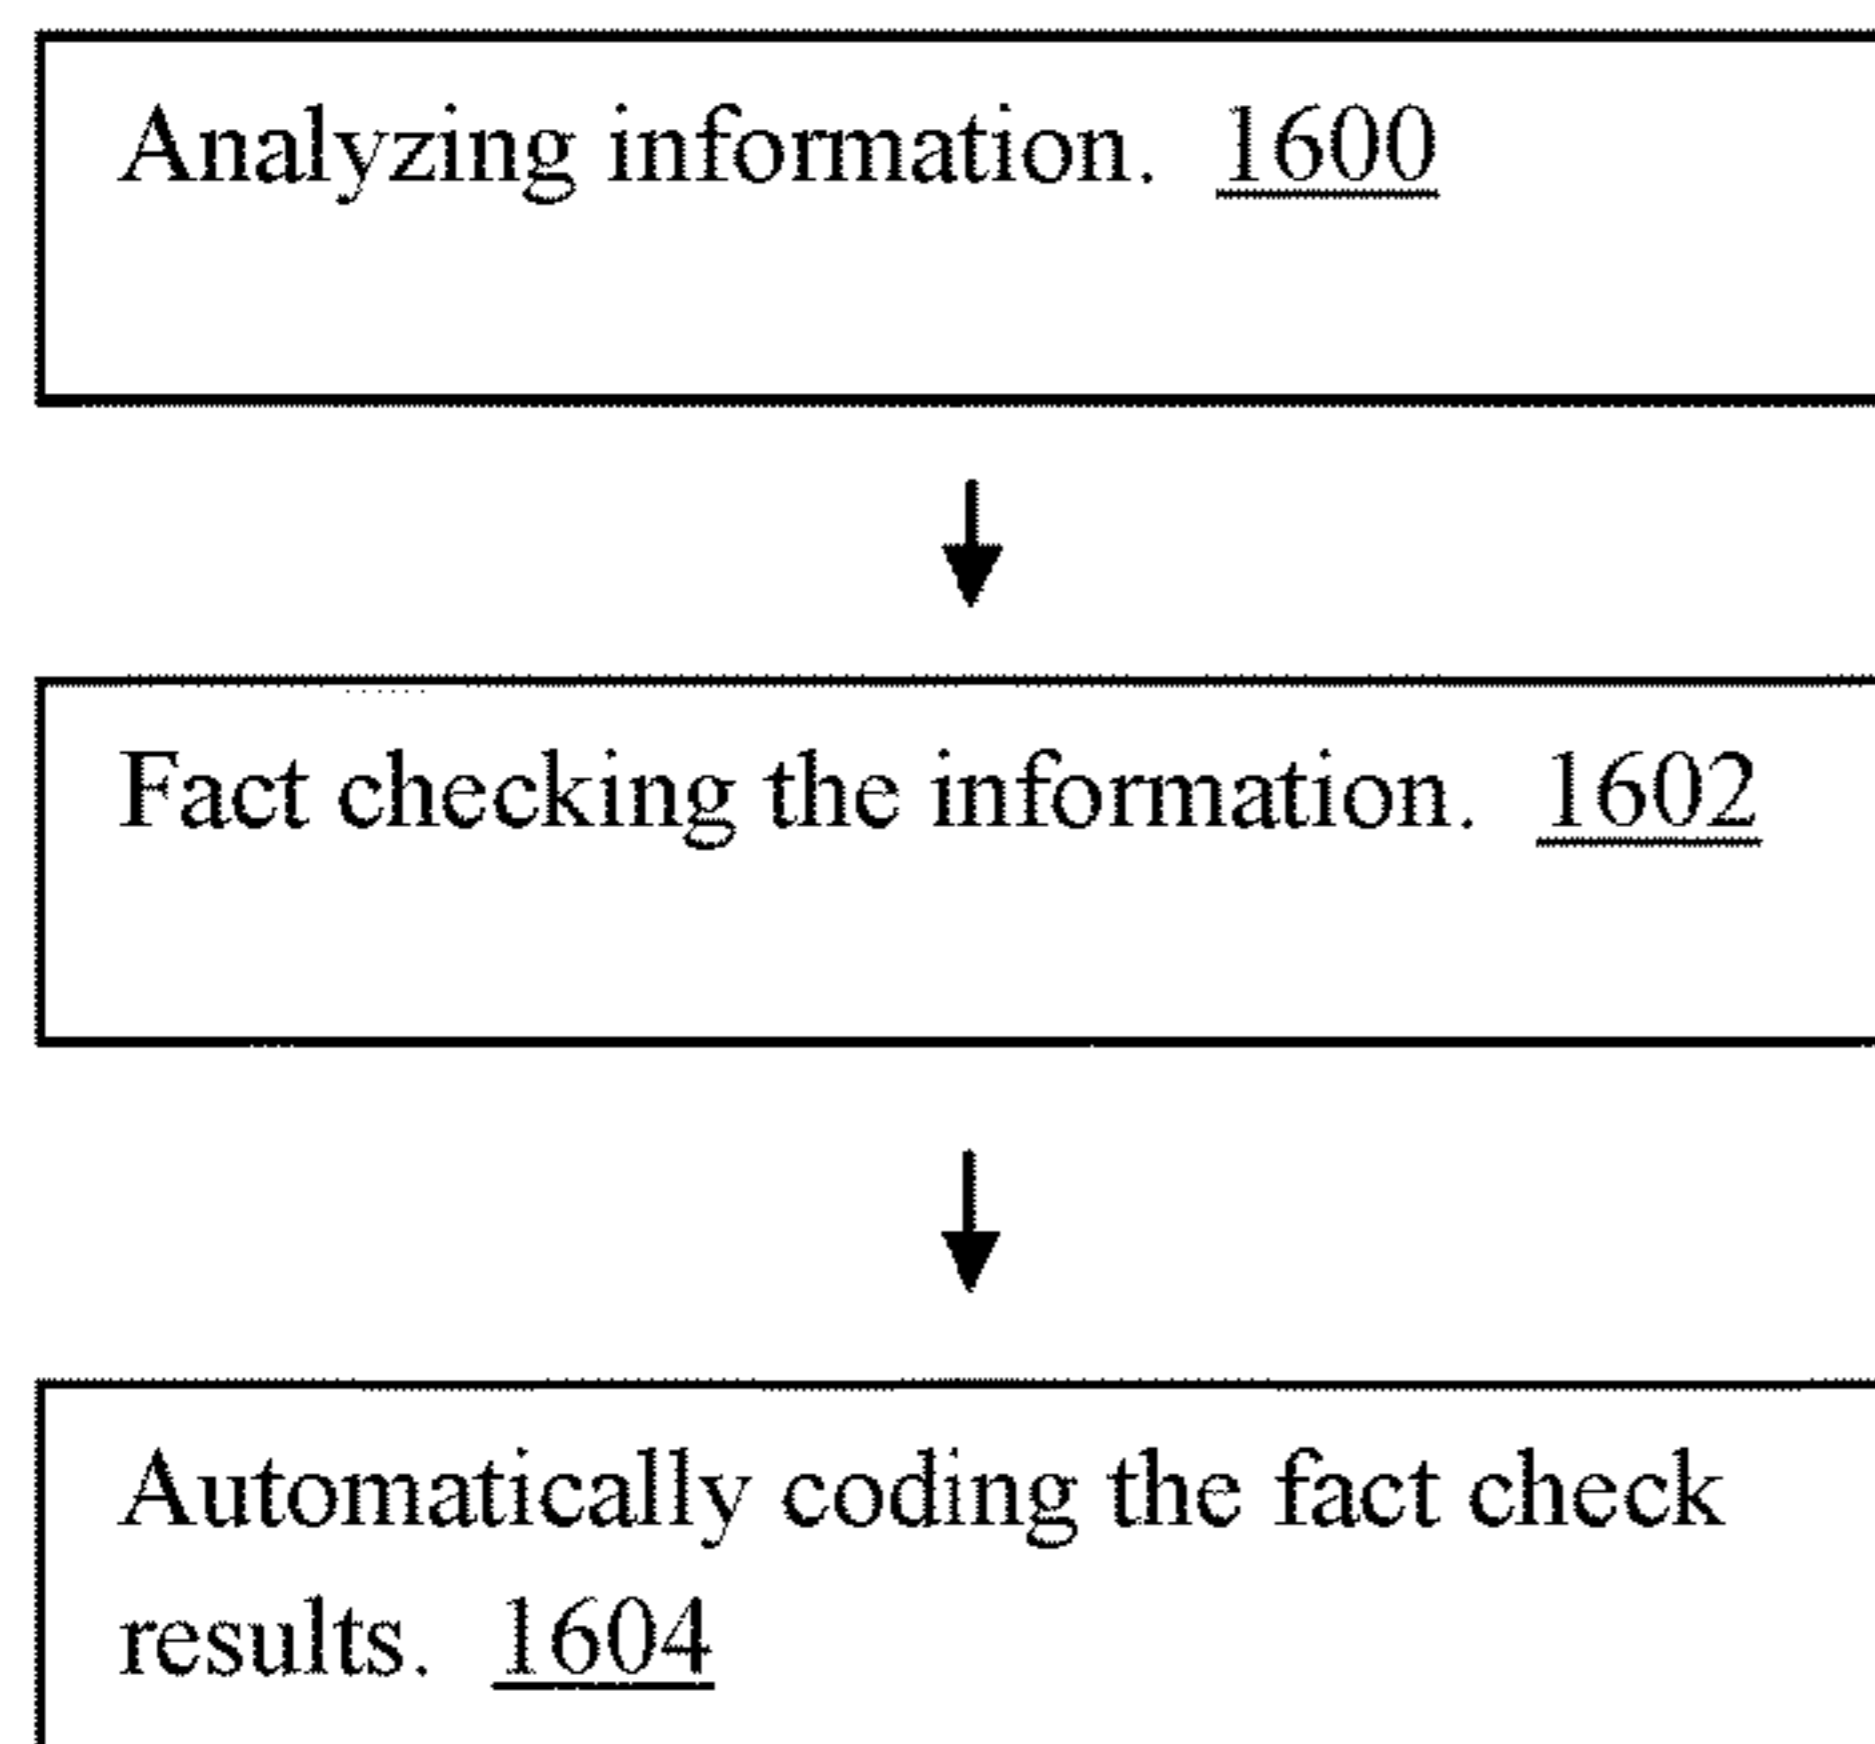 Analyzing information. 1600
Fact checking the information. 1602
Automatically coding the fact check
results. 1604